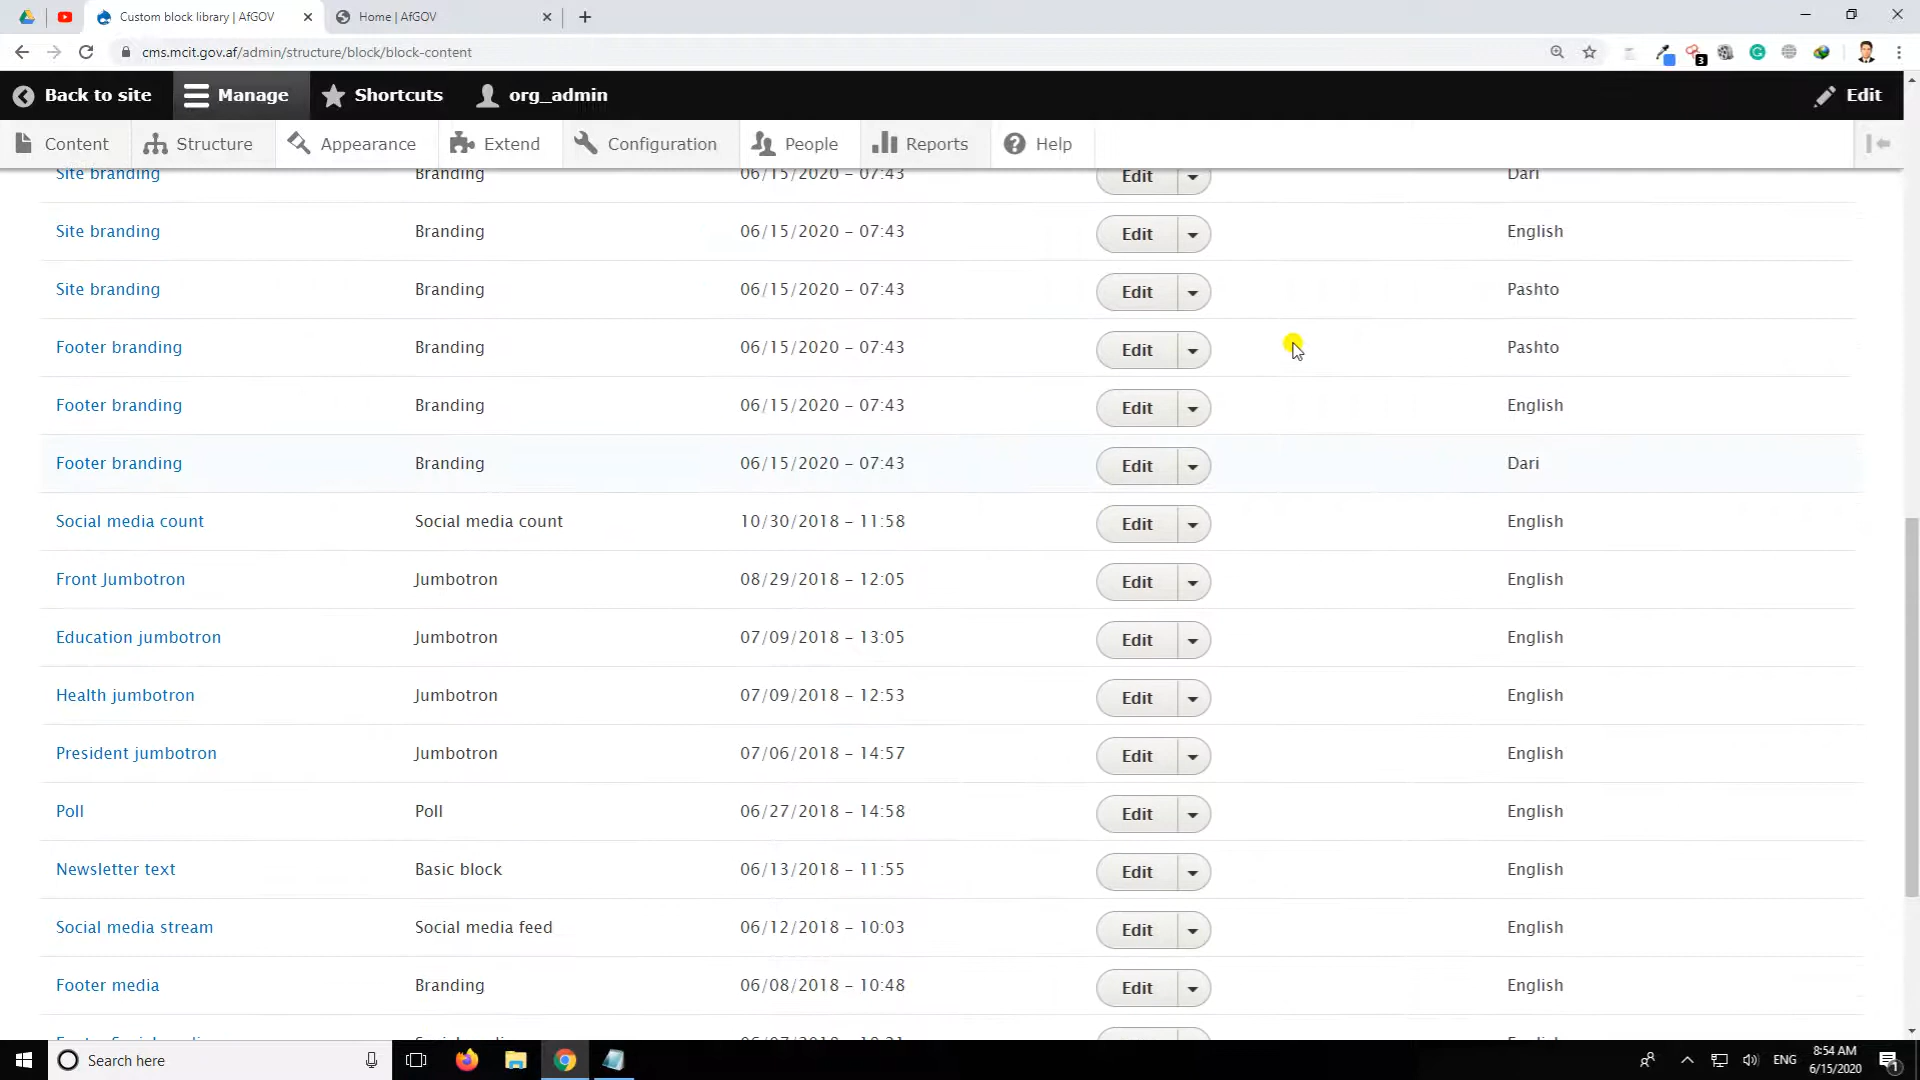 Custom block library | AfGOV
Home | AfGOV
cms.mcit.gov.af/admin/structure/block/block-content
3
Back to site Manage Shortcuts org_admin Edit
Content Structure Appearance Extend Configuration People Reports Help
Site branding Branding 06/15/2020 – 07:43 Edit Dari
Site branding Branding 06/15/2020 – 07:43 Edit English
Site branding Branding 06/15/2020 – 07:43 Edit Pashto
Footer branding Branding 06/15/2020 – 07:43 Edit Pashto
Footer branding Branding 06/15/2020 – 07:43 Edit English
Footer branding Branding 06/15/2020 – 07:43 Edit Dari
Social media count Social media count 10/30/2018 – 11:58 Edit English
Front Jumbotron Jumbotron 08/29/2018 – 12:05 Edit English
Education jumbotron Jumbotron 07/09/2018 – 13:05 Edit English
Health jumbotron Jumbotron 07/09/2018 – 12:53 Edit English
President jumbotron Jumbotron 07/06/2018 – 14:57 Edit English
Poll Poll 06/27/2018 – 14:58 Edit English
Newsletter text Basic block 06/13/2018 – 11:55 Edit English
Social media stream Social media feed 06/12/2018 – 10:03 Edit English
Footer media Branding 06/08/2018 – 10:48 Edit English
Search here
ENG
8:54 AM
6/15/2020
1